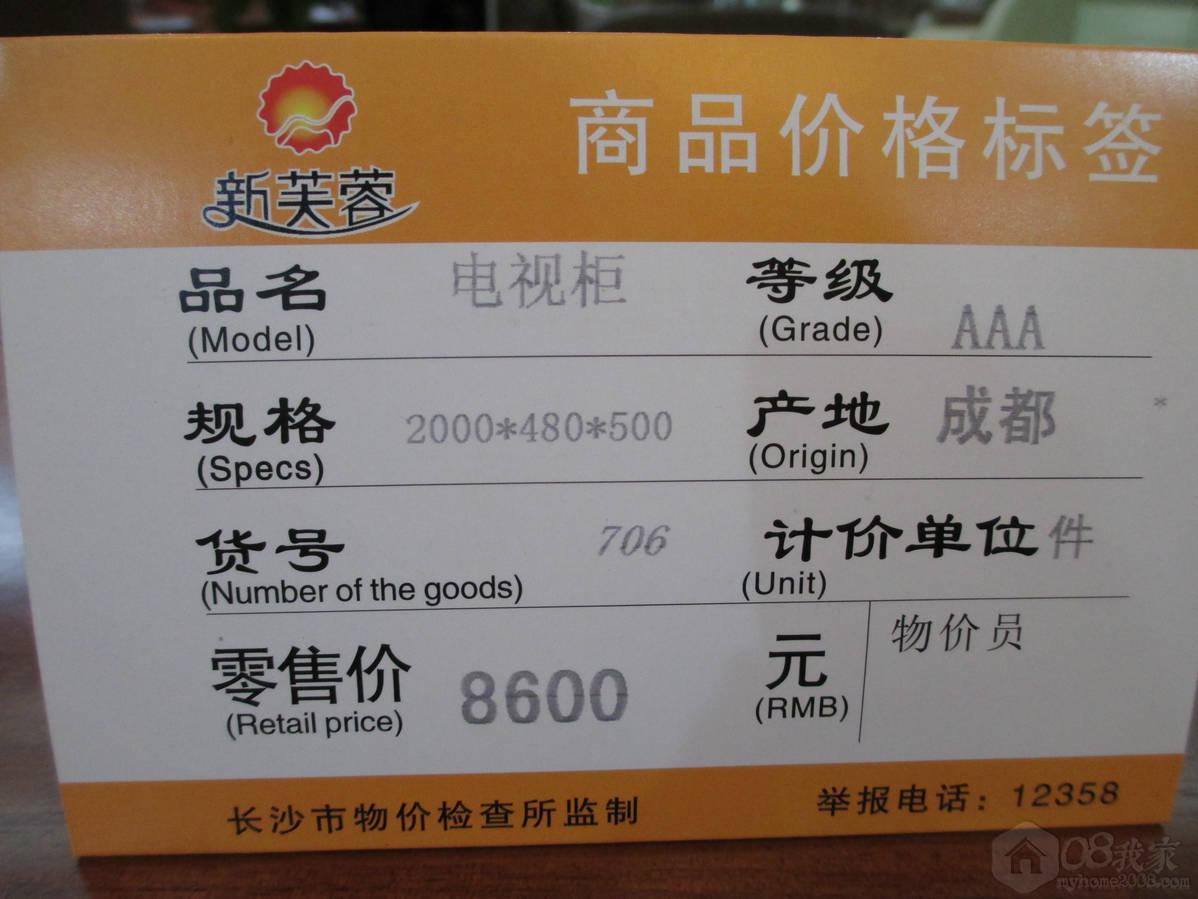 新芙蓉
商品价格标签
品名 电视柜 等级
(Model) (Grade) AAA
规格 2000*480*500 产地 成都 *
(Specs) (Origin)
货号 706 计价单位 件
(Number of the goods) (Unit)
零售价 8600 元 物价员
(Retail price) (RMB)
长沙市物价检查所监制 举报电话：12358
08我家
myhome2008.com